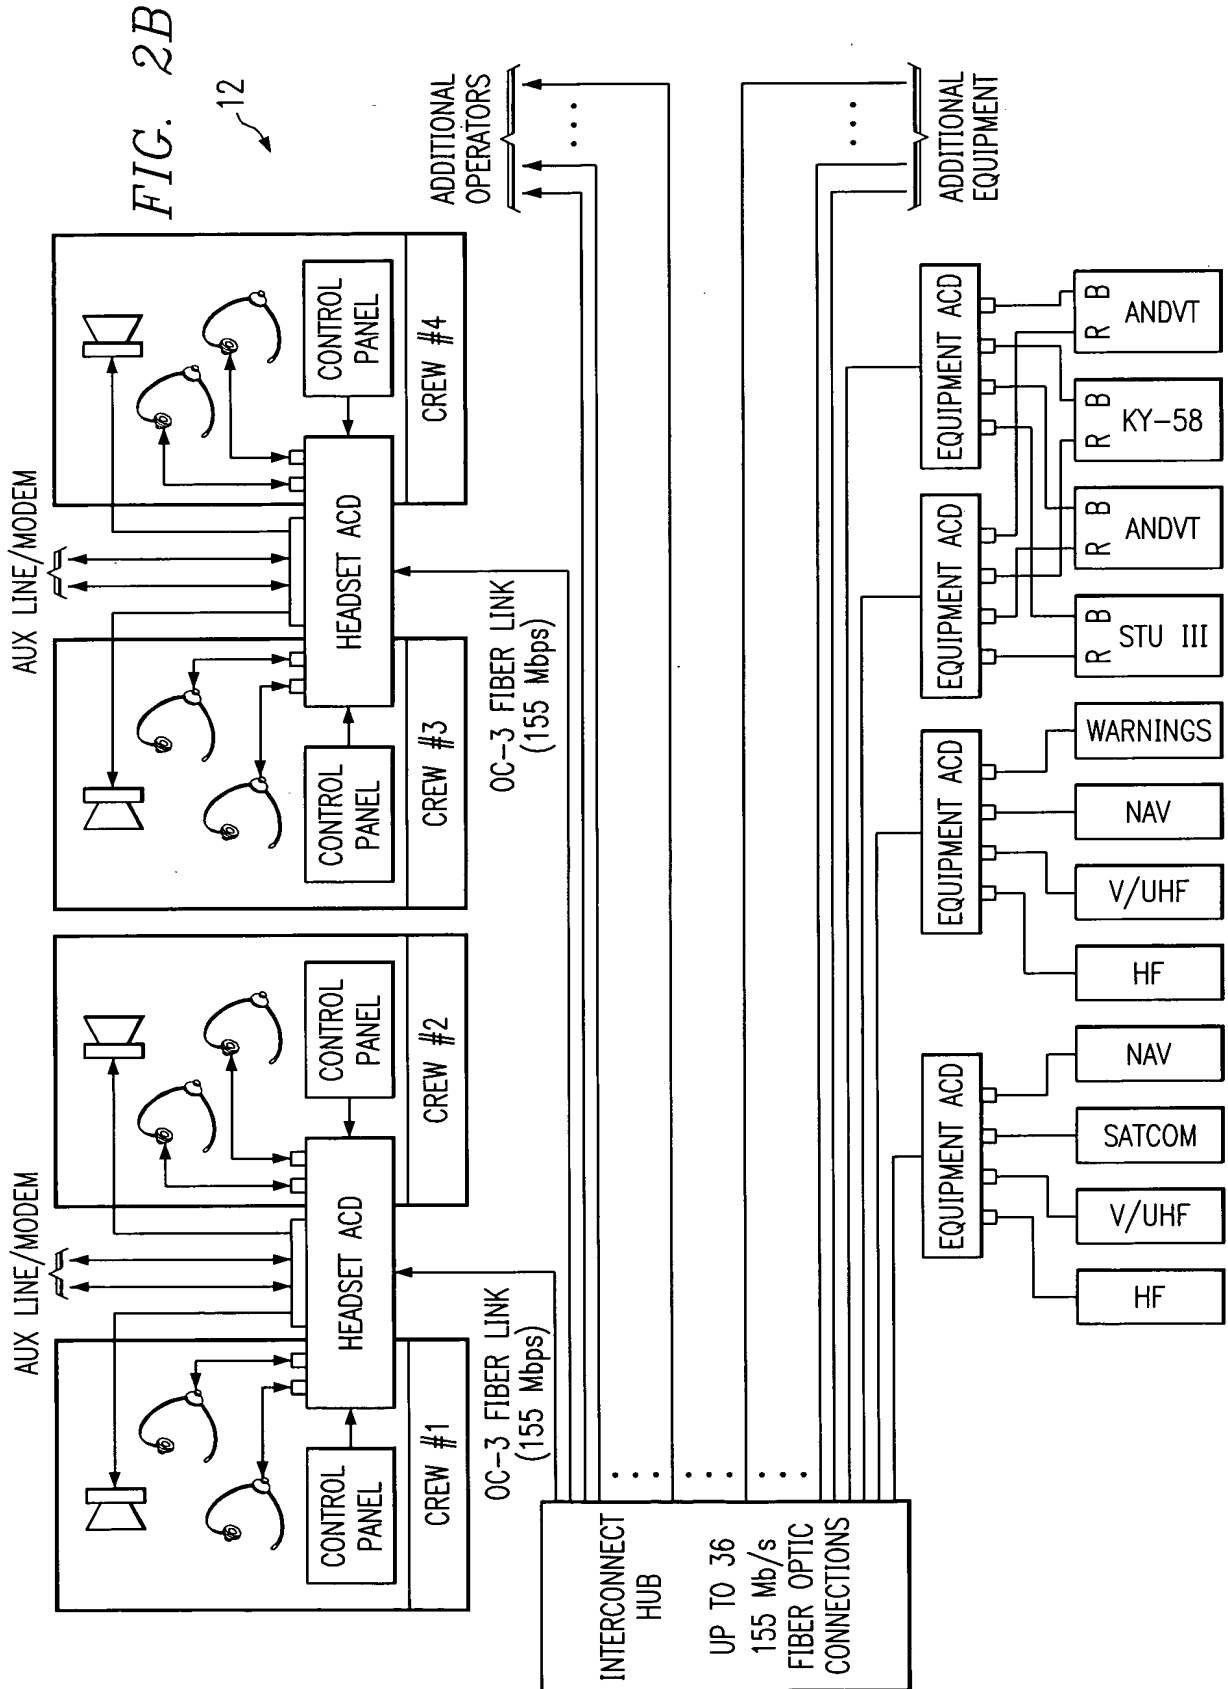 FIG. 2B
12
AUX LINE/MODEM
AUX LINE/MODEM
CONTROL
PANEL
CREW #1
HEADSET ACD
CONTROL
PANEL
CREW #2
CONTROL
PANEL
CREW #3
HEADSET ACD
CONTROL
PANEL
CREW #4
OC-3 FIBER LINK
(155 Mbps)
OC-3 FIBER LINK
(155 Mbps)
ADDITIONAL
OPERATORS
INTERCONNECT
HUB
UP TO 36
155 Mb/s
FIBER OPTIC
CONNECTIONS
ADDITIONAL
EQUIPMENT
EQUIPMENT ACD
EQUIPMENT ACD
EQUIPMENT ACD
EQUIPMENT ACD
HF
V/UHF
SATCOM
NAV
HF
V/UHF
NAV
WARNINGS
R B
STU III
R B
ANDVT
R B
KY-58
R B
ANDVT